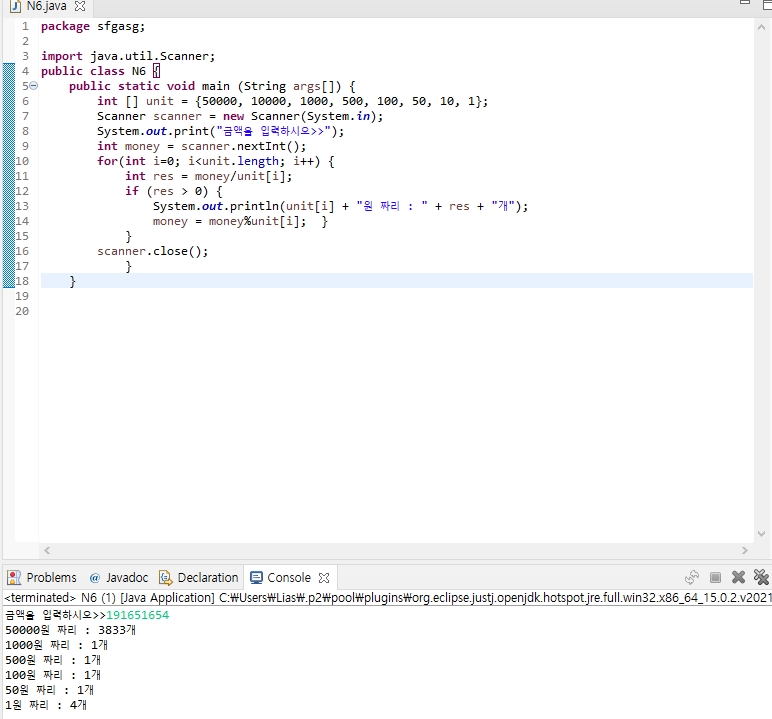 N6.java
1 package sfgasg;
2
3 import java.util.Scanner;
4 public class N6 {
5     public static void main (String args[]) {
6         int [] unit = {50000, 10000, 1000, 500, 100, 50, 10, 1};
7         Scanner scanner = new Scanner(System.in);
8         System.out.print("금액을 입력하시오>>");
9         int money = scanner.nextInt();
10         for(int i=0; i<unit.length; i++) {
11             int res = money/unit[i];
12             if (res > 0) {
13                 System.out.println(unit[i] + "원 짜리 : " + res + "개");
14                 money = money%unit[i];  }
15             }
16         scanner.close();
17             }
18     }
19
20
Problems @ Javadoc Declaration Console
<terminated> N6 (1) [Java Application] C:₩Users₩Lias₩.p2₩pool₩plugins₩org.eclipse.justj.openjdk.hotspot.jre.full.win32.x86_64_15.0.2.v2021
금액을 입력하시오>>191651654
50000원 짜리 : 3833개
1000원 짜리 : 1개
500원 짜리 : 1개
100원 짜리 : 1개
50원 짜리 : 1개
1원 짜리 : 4개